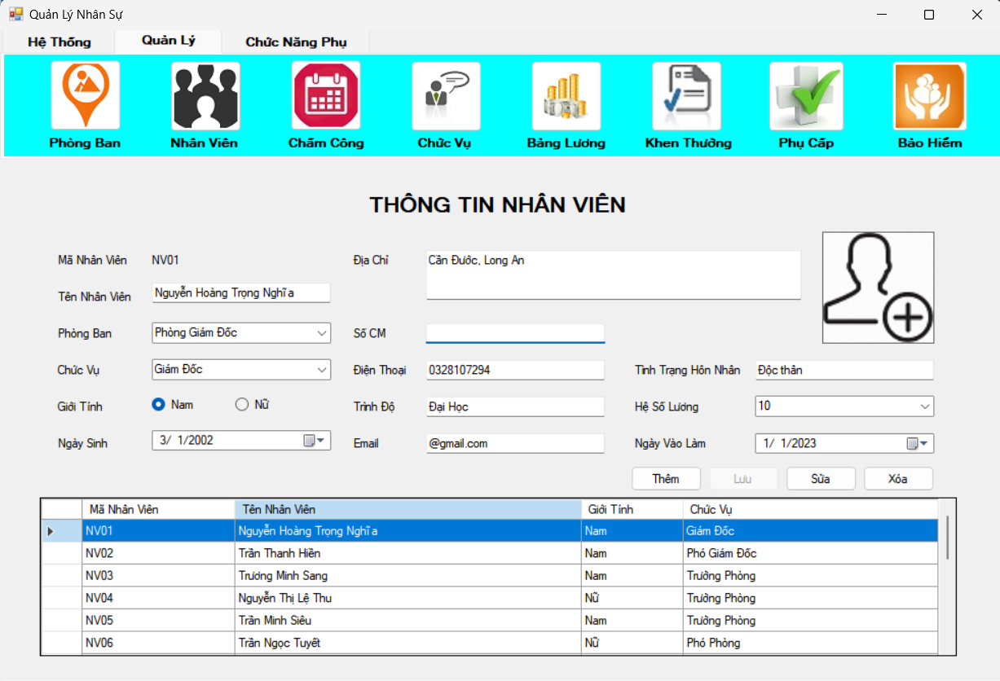 Quản Lý Nhân Sự
Hệ Thống Quản Lý Chức Năng Phụ
Phòng Ban Nhân Viên Chấm Công Chức Vụ Bảng Lương Khen Thưởng Phụ Cấp Bảo Hiểm
THÔNG TIN NHÂN VIÊN
Mã Nhân Viên NV01 Địa Chỉ Cần Đước, Long An
Tên Nhân Viên Nguyễn Hoàng Trọng Nghĩa
Phòng Ban Phòng Giám Đốc Số CM
Chức Vụ Giám Đốc Điện Thoại 0328107294 Tình Trạng Hôn Nhân Độc thân
Giới Tính Nam Nữ Trình Độ Đại Học Hệ Số Lương 10
Ngày Sinh 3/ 1/2002 Email @gmail.com Ngày Vào Làm 1/ 1/2023
Thêm Lưu Sửa Xóa
Mã Nhân Viên Tên Nhân Viên Giới Tính Chức Vụ
NV01 Nguyễn Hoàng Trọng Nghĩa Nam Giám Đốc
NV02 Trần Thanh Hiền Nam Phó Giám Đốc
NV03 Trương Minh Sang Nam Trưởng Phòng
NV04 Nguyễn Thị Lệ Thu Nữ Trưởng Phòng
NV05 Trần Minh Siêu Nam Trưởng Phòng
NV06 Trần Ngọc Tuyết Nữ Phó Phòng